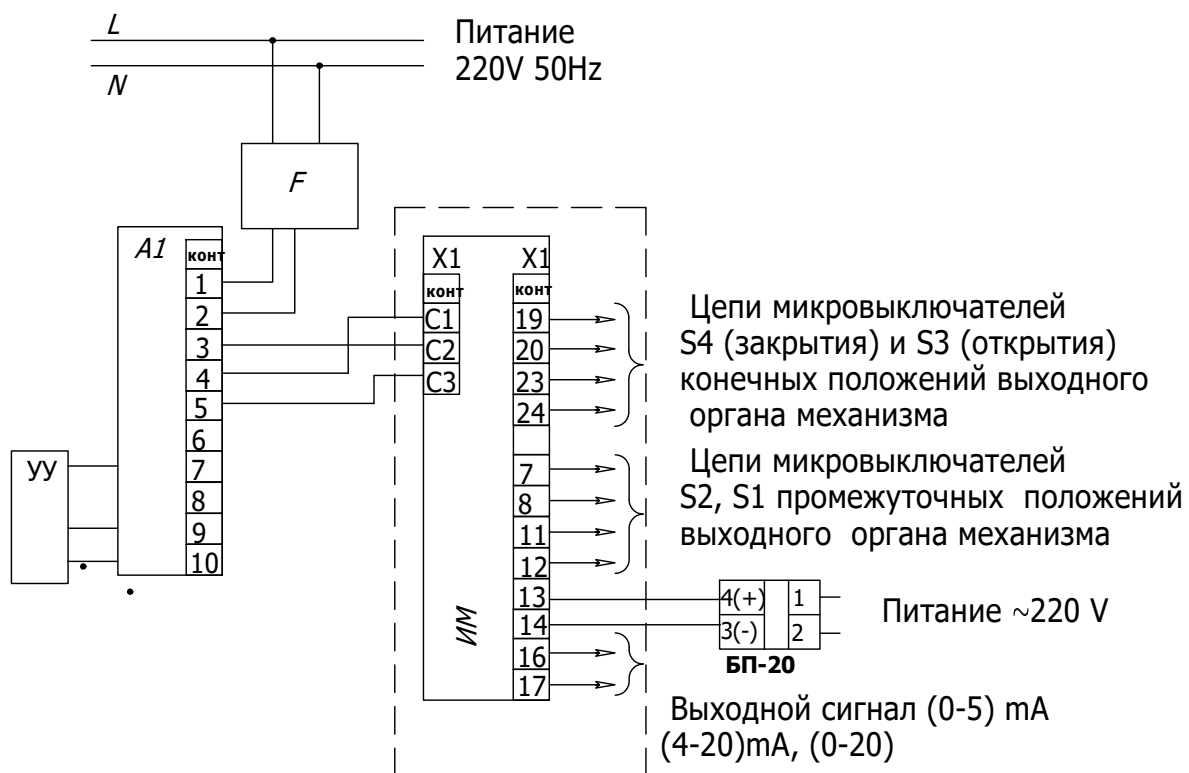 L
Питание
220V 50Hz
N
F
A1
конт
1
2
3
4
5
6
7
8
9
10
УУ
X1 X1
конт конт
C1 19
C2 20
C3 23
24
7
8
11
12
13
14
16
17
ИМ
Цепи микровыключателей
S4 (закрытия) и S3 (открытия)
конечных положений выходного
органа механизма
Цепи микровыключателей
S2, S1 промежуточных положений
выходного органа механизма
4(+) 1
3(-) 2
БП-20
Питание ~220 V
Выходной сигнал (0-5) mA
(4-20)mA, (0-20)